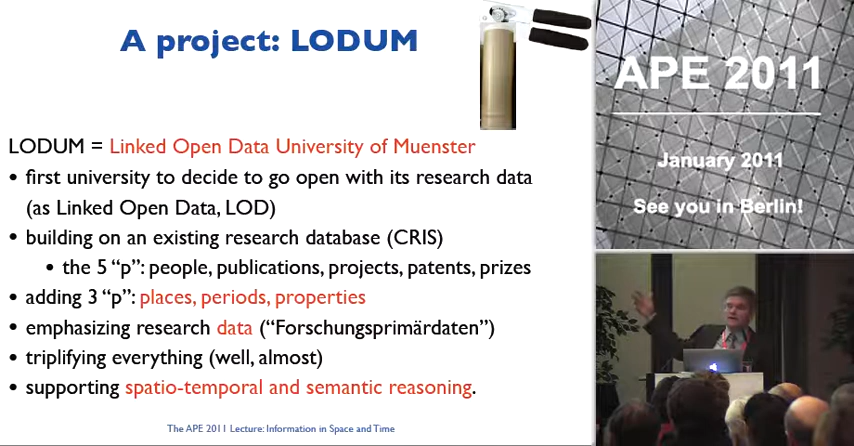 A project: LODUM
LODUM = Linked Open Data University of Muenster
• first university to decide to go open with its research data
(as Linked Open Data, LOD)
• building on an existing research database (CRIS)
• the 5 “p”: people, publications, projects, patents, prizes
• adding 3 “p”: places, periods, properties
• emphasizing research data (“Forschungsprimärdaten”)
• triplifying everything (well, almost)
• supporting spatio-temporal and semantic reasoning.
The APE 2011 Lecture: Information in Space and Time
APE 2011
January 2011
See you in Berlin!